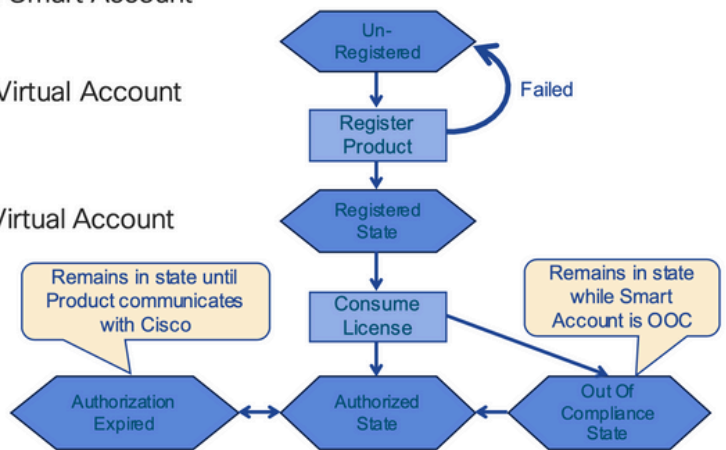 Smart Account
Un-
Registered
Virtual Account
Failed
Register
Product
Virtual Account
Registered
State
Remains in state until
Product communicates
with Cisco
Remains in state
while Smart
Account is OOC
Consume
License
Authorization
Expired
Authorized
State
Out Of
Compliance
State